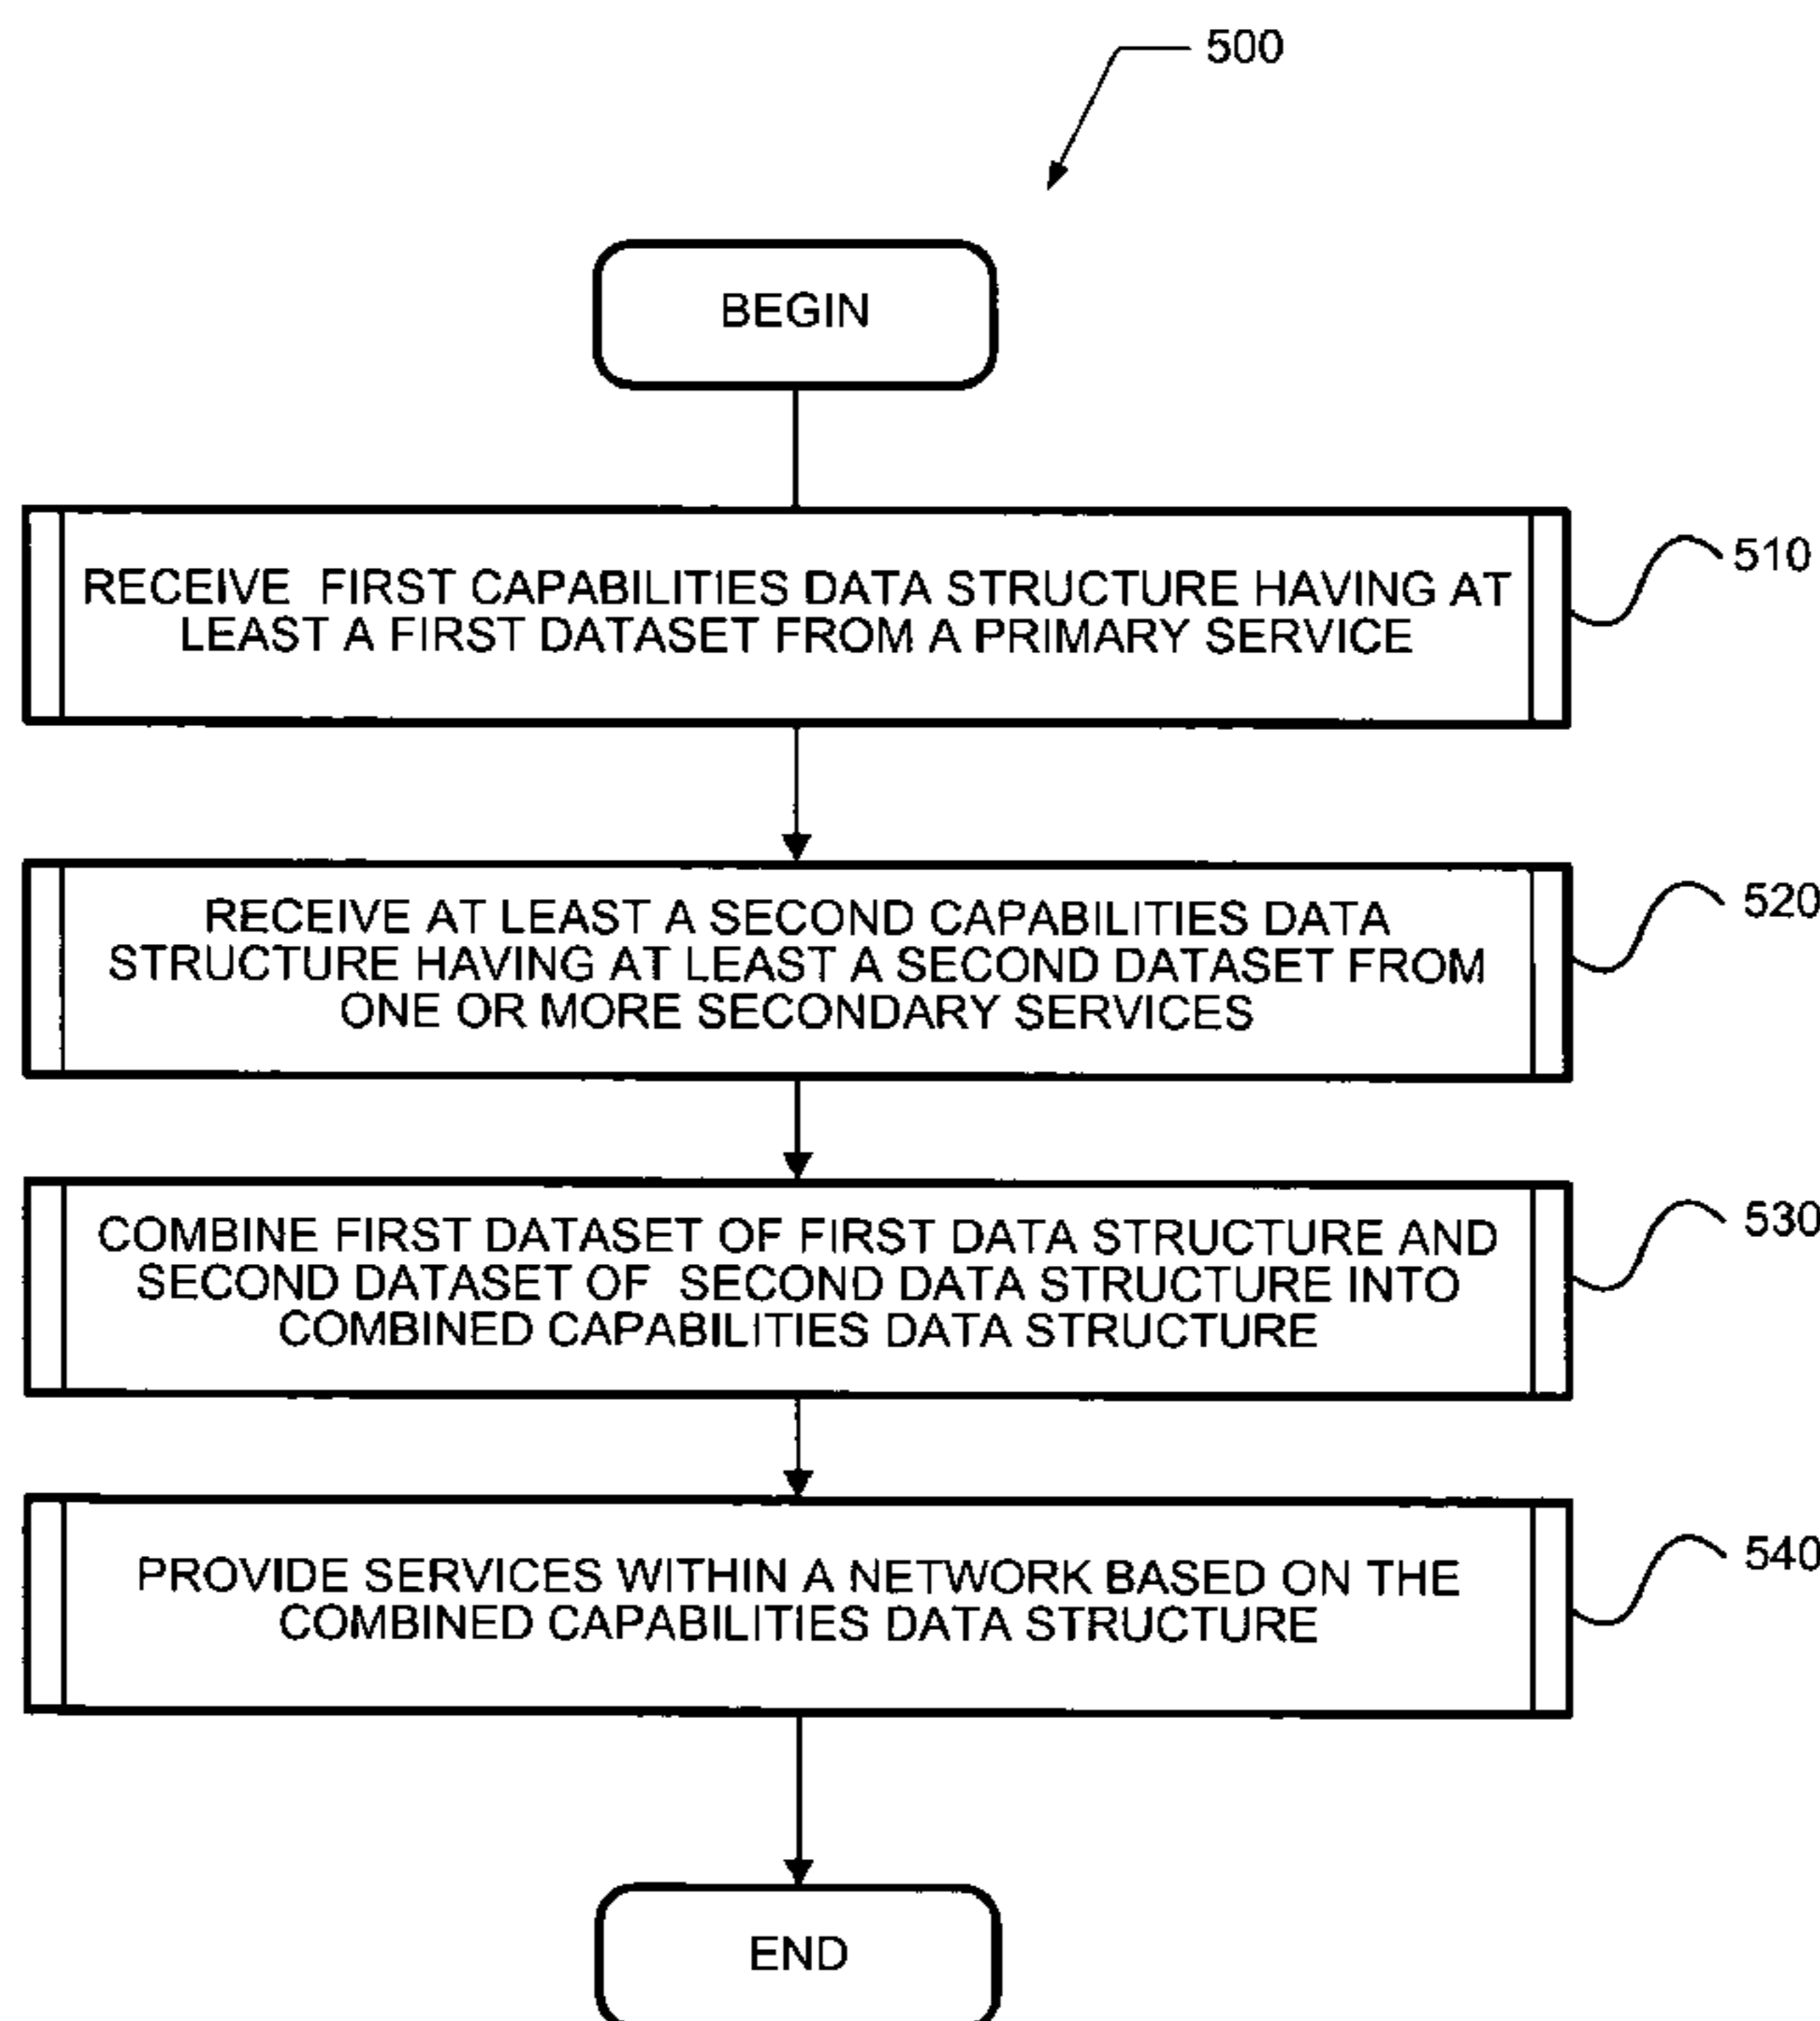 500
BEGIN
RECEIVE FIRST CAPABILITIES DATA STRUCTURE HAVING AT
LEAST A FIRST DATASET FROM A PRIMARY SERVICE
510
RECEIVE AT LEAST A SECOND CAPABILITIES DATA
STRUCTURE HAVING AT LEAST A SECOND DATASET FROM
ONE OR MORE SECONDARY SERVICES
520
COMBINE FIRST DATASET OF FIRST DATA STRUCTURE AND
SECOND DATASET OF SECOND DATA STRUCTURE INTO
COMBINED CAPABILITIES DATA STRUCTURE
530
PROVIDE SERVICES WITHIN A NETWORK BASED ON THE
COMBINED CAPABILITIES DATA STRUCTURE
540
END